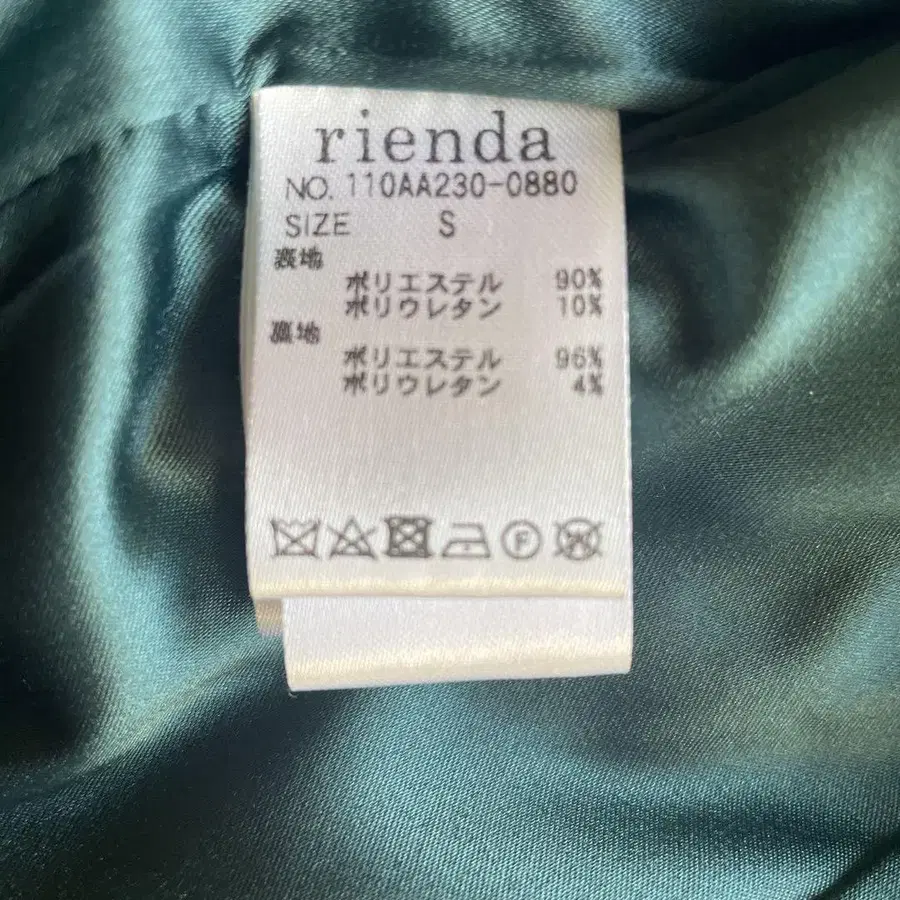 rienda
NO. 110AA230-0880
SIZE S
表地
ポリエステル 90%
ポリウレタン 10%
裏地
ポリエステル 96%
ポリウレタン 4%
F